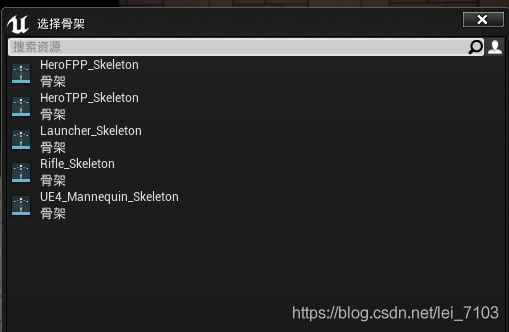 选择骨架
搜索资源
HeroFPP_Skeleton
骨架
HeroTPP_Skeleton
骨架
Launcher_Skeleton
骨架
Rifle_Skeleton
骨架
UE4_Mannequin_Skeleton
骨架
https://blog.csdn.net/lei_7103